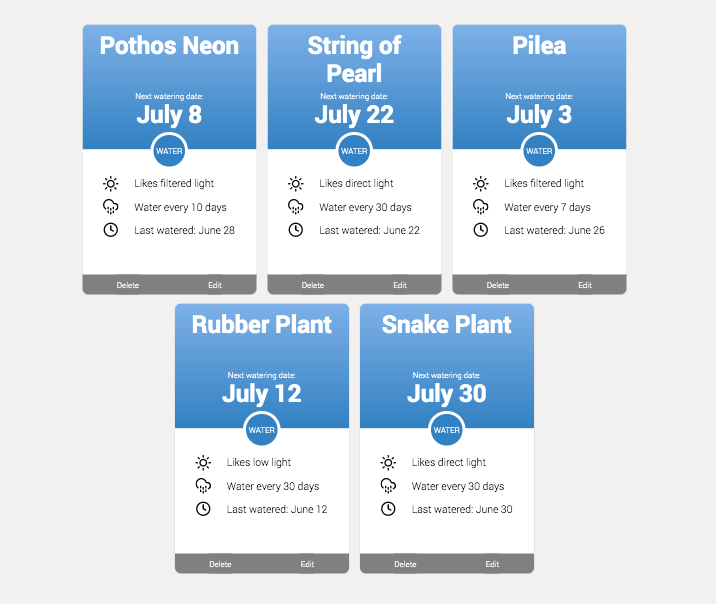 Pothos Neon
Next watering date:
July 8
WATER
Likes filtered light
Water every 10 days
Last watered: June 28
Delete
Edit
String of
Pearl
Next watering date:
July 22
WATER
Likes direct light
Water every 30 days
Last watered: June 22
Delete
Edit
Pilea
Next watering date:
July 3
WATER
Likes filtered light
Water every 7 days
Last watered: June 26
Delete
Edit
Rubber Plant
Next watering date:
July 12
WATER
Likes low light
Water every 30 days
Last watered: June 12
Delete
Edit
Snake Plant
Next watering date:
July 30
WATER
Likes direct light
Water every 30 days
Last watered: June 30
Delete
Edit